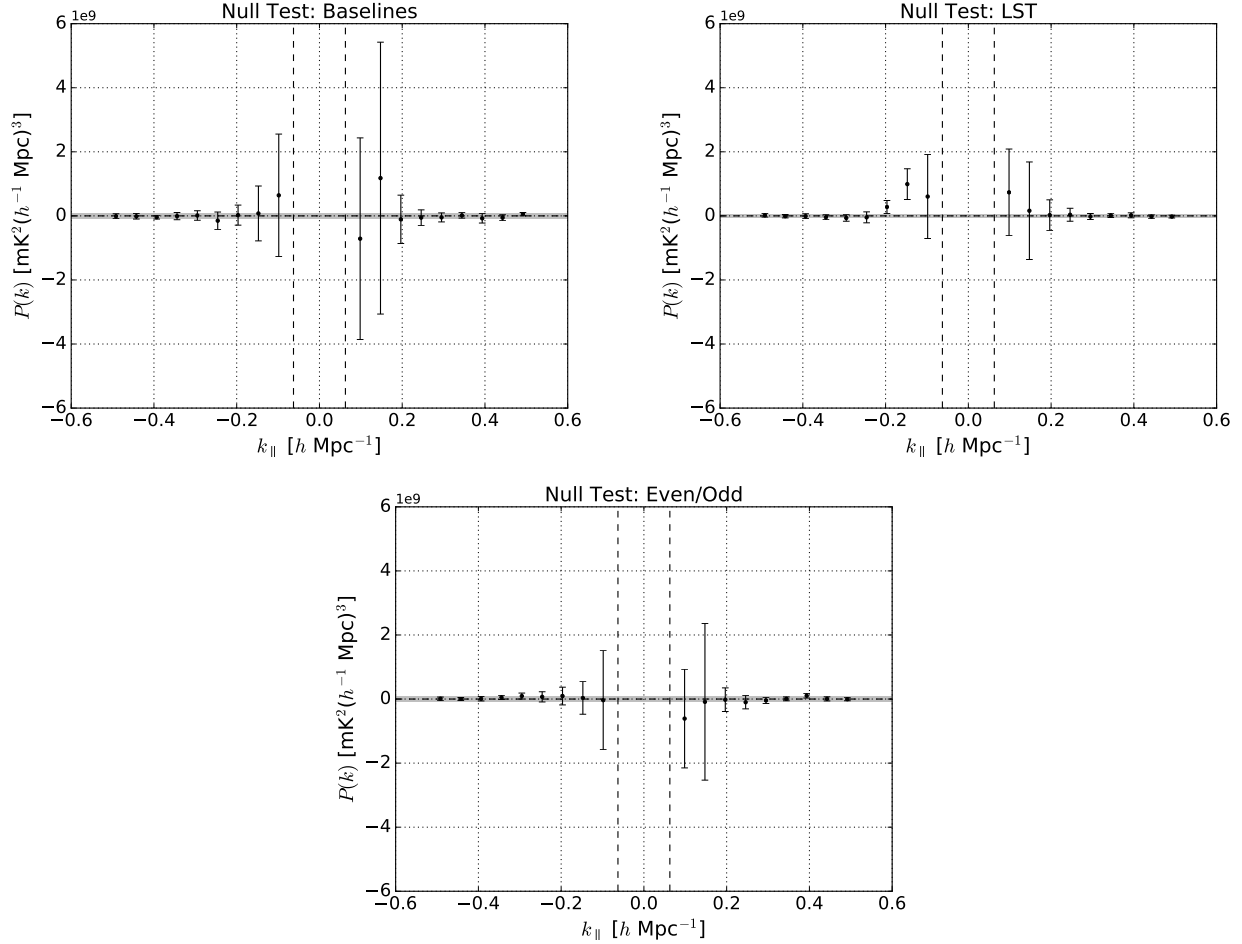 Null Test: Baselines
1e9
6
4
2
0
−2
−4
−6
P(k) [mK²(h⁻¹ Mpc)³]
−0.6 −0.4 −0.2 0.0 0.2 0.4 0.6
k∥ [h Mpc⁻¹]
Null Test: LST
1e9
6
4
2
0
−2
−4
−6
P(k) [mK²(h⁻¹ Mpc)³]
−0.6 −0.4 −0.2 0.0 0.2 0.4 0.6
k∥ [h Mpc⁻¹]
Null Test: Even/Odd
1e9
6
4
2
0
−2
−4
−6
P(k) [mK²(h⁻¹ Mpc)³]
−0.6 −0.4 −0.2 0.0 0.2 0.4 0.6
k∥ [h Mpc⁻¹]